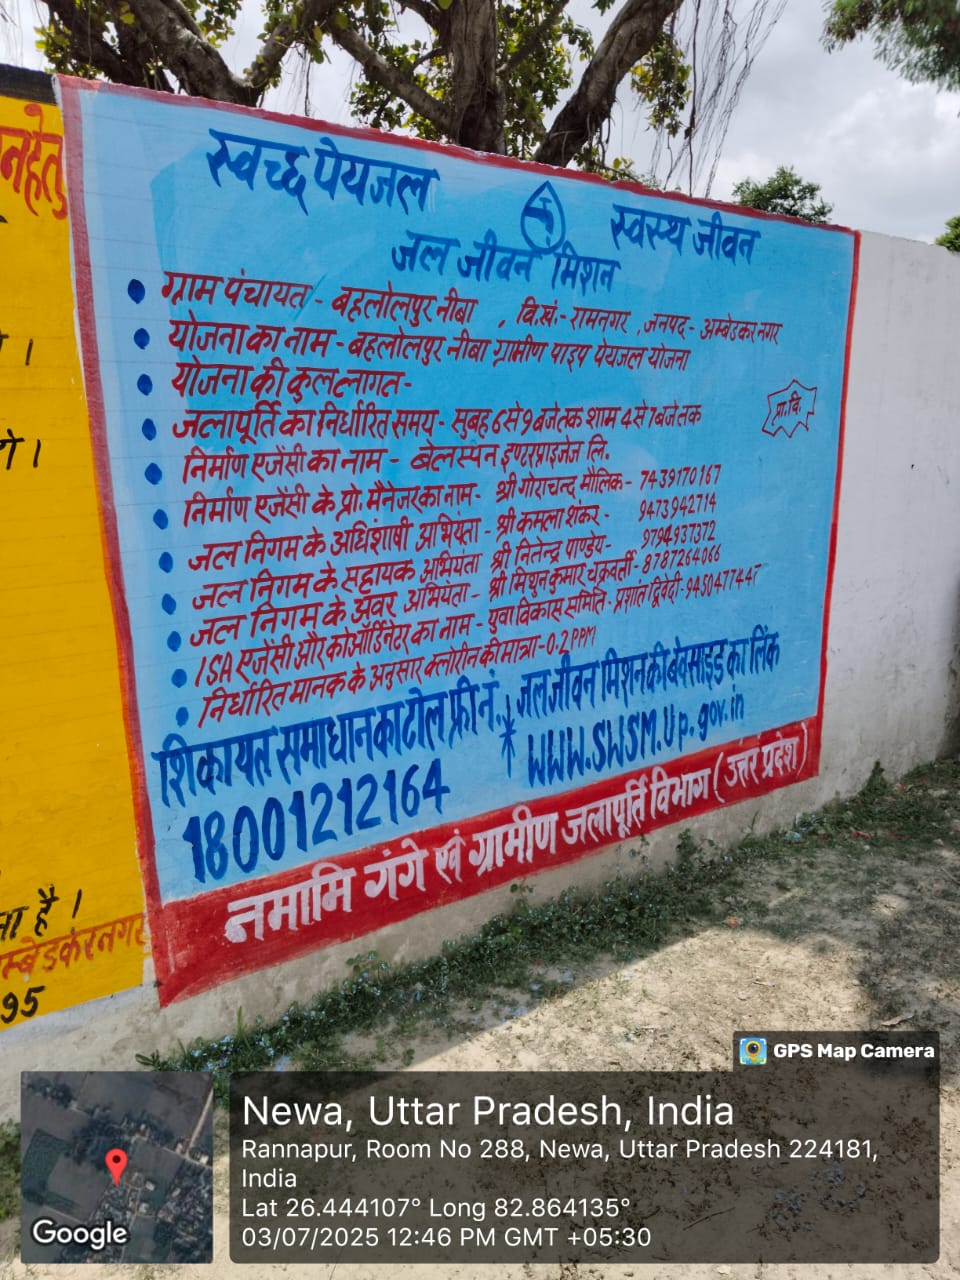 स्वच्छ पेयजल
स्वस्थ जीवन
जल जीवन मिशन
ग्राम पंचायत - बहलोलपुर नीबा , वि.खं.- रामनगर , जनपद - अम्बेडकर नगर
योजना का नाम - बहलोलपुर नीबा ग्रामीण पाइप पेयजल योजना
योजना की कुल लागत-
जलापूर्ति का निर्धारित समय - सुबह 6 से 9 बजे तक शाम 4 से 7 बजे तक
प्रा. वि.
निर्माण एजेंसी का नाम - बेलस्पन इण्टरप्राइजेज लि.
निर्माण एजेंसी के प्रो. मैनेजर का नाम - श्री गोराचन्द मौलिक - 7439170167
जल निगम के अधिशाषी अभियंता - श्री कमला शंकर - 9473942714
जल निगम के सहायक अभियंता श्री नितेन्द्र पाण्डेय- 9794937372
जल निगम के अवर अभियंता - श्री मिथुन कुमार चक्रवर्ती - 8787264066
ISA एजेंसी और कोऑर्डिनेटर का नाम - युवा विकास समिति - प्रशांत द्विवेदी - 9450477447
निर्धारित मानक के अनुसार क्लोरीन की मात्रा - 0.2 PPM
शिकायत समाधान का टोल फ्री नं.
18001212164
जल जीवन मिशन की बेवसाइड का लिंक
WWW.SWSM.Up.gov.in
नमामि गंगे एवं ग्रामीण जलापूर्ति विभाग (उत्तर प्रदेश)
नहेतु
।
।
ा है ।
म्बेडकरनगर
95
GPS Map Camera
Newa, Uttar Pradesh, India
Rannapur, Room No 288, Newa, Uttar Pradesh 224181,
India
Lat 26.444107° Long 82.864135°
03/07/2025 12:46 PM GMT +05:30
Google